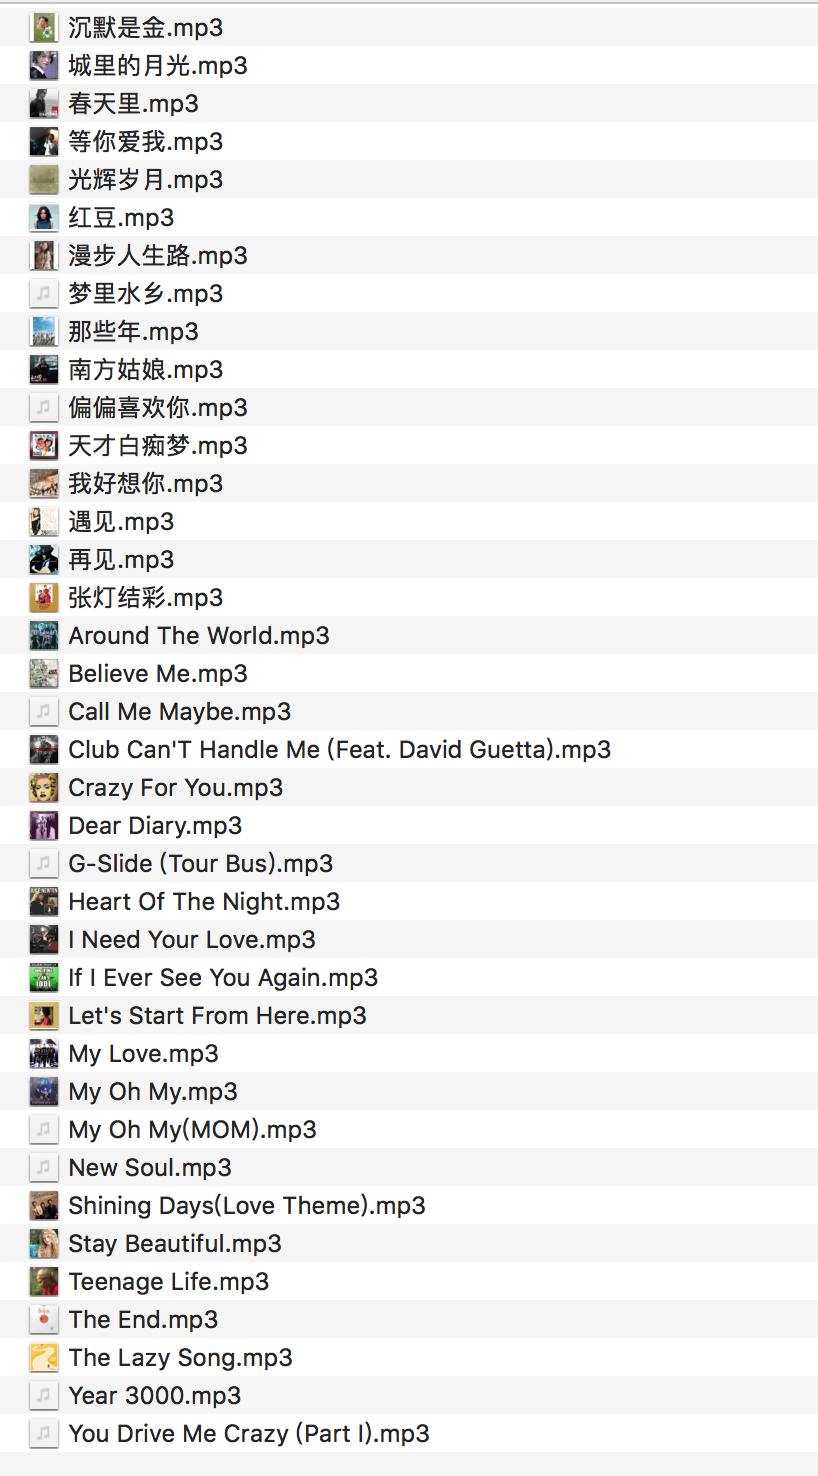 沉默是金.mp3
城里的月光.mp3
春天里.mp3
等你爱我.mp3
光辉岁月.mp3
红豆.mp3
漫步人生路.mp3
梦里水乡.mp3
那些年.mp3
南方姑娘.mp3
偏偏喜欢你.mp3
天才白痴梦.mp3
我好想你.mp3
遇见.mp3
再见.mp3
张灯结彩.mp3
Around The World.mp3
Believe Me.mp3
Call Me Maybe.mp3
Club Can'T Handle Me (Feat. David Guetta).mp3
Crazy For You.mp3
Dear Diary.mp3
G-Slide (Tour Bus).mp3
Heart Of The Night.mp3
I Need Your Love.mp3
If I Ever See You Again.mp3
Let's Start From Here.mp3
My Love.mp3
My Oh My.mp3
My Oh My(MOM).mp3
New Soul.mp3
Shining Days(Love Theme).mp3
Stay Beautiful.mp3
Teenage Life.mp3
The End.mp3
The Lazy Song.mp3
Year 3000.mp3
You Drive Me Crazy (Part I).mp3